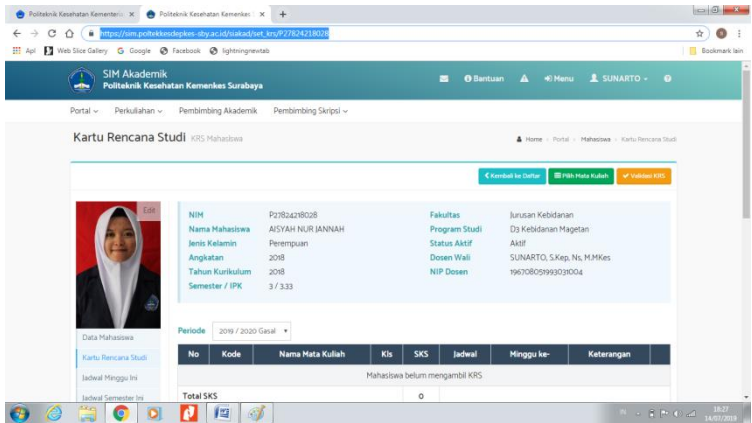 Politeknik Kesehatan Kementeria
Politeknik Kesehatan Kemenkes
https://sim.poltekkesdepkes-sby.ac.id/siakad/set_krs/P27824218028
Apl
Web Slice Gallery
Google
Facebook
lightningnewtab
Bookmark lain
SIM Akademik
Politeknik Kesehatan Kemenkes Surabaya
Bantuan
Menu
SUNARTO
Portal
Perkuliahan
Pembimbing Akademik
Pembimbing Skripsi
Kartu Rencana Studi KRS Mahasiswa
Home
Portal
Mahasiswa
Kartu Rencana Studi
Kembali ke Daftar
Pilih Mata Kuliah
Validasi KRS
Edit
NIM P27824218028
Nama Mahasiswa AISYAH NUR JANNAH
Jenis Kelamin Perempuan
Angkatan 2018
Tahun Kurikulum 2018
Semester / IPK 3 / 3.33
Fakultas Jurusan Kebidanan
Program Studi D3 Kebidanan Magetan
Status Aktif Aktif
Dosen Wali SUNARTO, S.Kep, Ns, M.MKes
NIP Dosen 196708051993031004
Data Mahasiswa
Kartu Rencana Studi
Jadwal Minggu Ini
Jadwal Semester Ini
Periode 2019 / 2020 Gasal
No Kode Nama Mata Kuliah Kls SKS Jadwal Minggu ke- Keterangan
Mahasiswa belum mengambil KRS
Total SKS 0
IN
18:27
14/07/2019